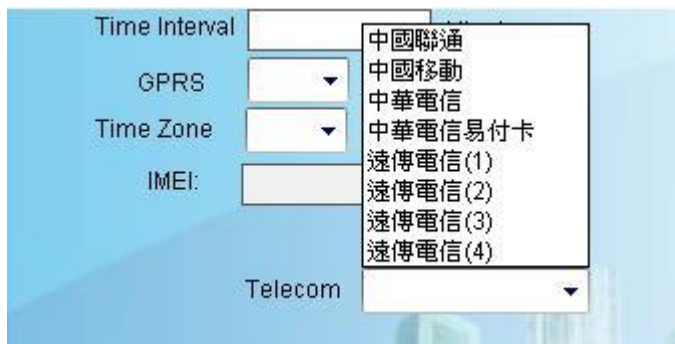 Time Interval
中國聯通
中國移動
GPRS
中華電信
Time Zone
中華電信易付卡
遠傳電信(1)
IMEI:
遠傳電信(2)
遠傳電信(3)
遠傳電信(4)
Telecom